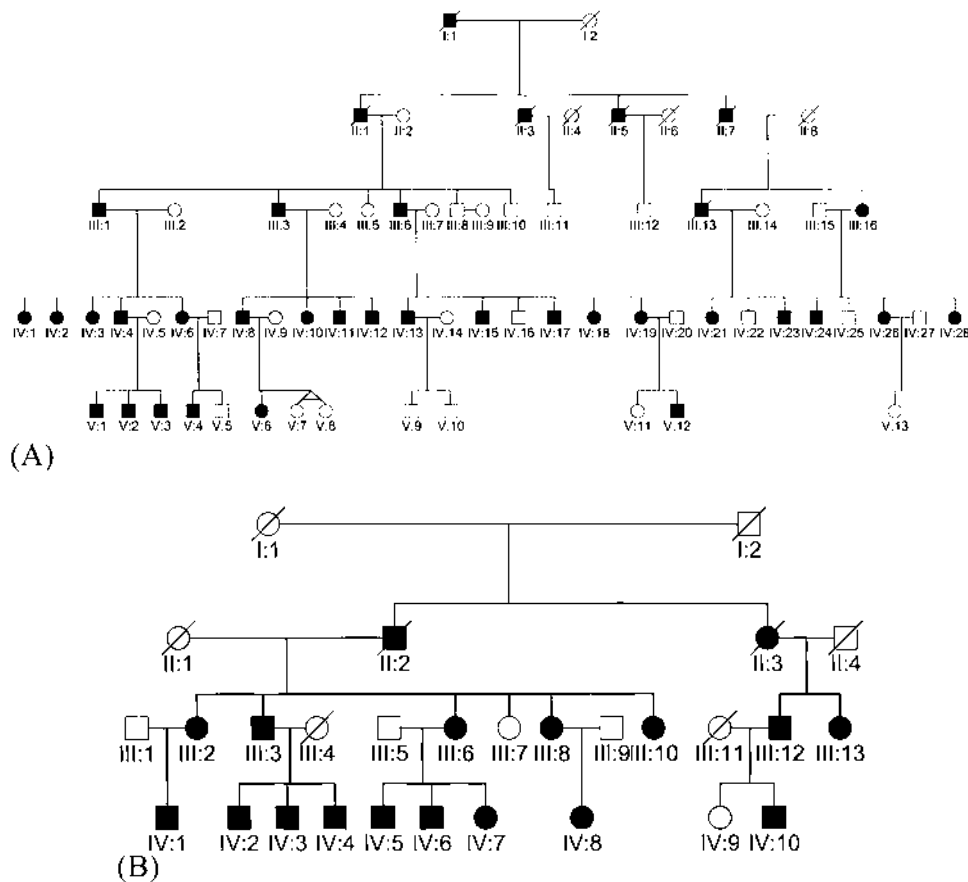 I:1 I:2
II:1 II:2 II:3 II:4 II:5 II:6 II:7 II:8
III:1 III:2 III:3 III:4 III:5 III:6 III:7 III:8 III:9 III:10 III:11 III:12 III:13 III:14 III:15 III:16
IV:1 IV:2 IV:3 IV:4 IV:5 IV:6 IV:7 IV:8 IV:9 IV:10 IV:11 IV:12 IV:13 IV:14 IV:15 IV:16 IV:17 IV:18 IV:19 IV:20 IV:21 IV:22 IV:23 IV:24 IV:25 IV:26 IV:27 IV:28
V:1 V:2 V:3 V:4 V:5 V:6 V:7 V:8 V:9 V:10 V:11 V:12 V:13
(A)
I:1 I:2
II:1 II:2 II:3 II:4
III:1 III:2 III:3 III:4 III:5 III:6 III:7 III:8 III:9 III:10 III:11 III:12 III:13
IV:1 IV:2 IV:3 IV:4 IV:5 IV:6 IV:7 IV:8 IV:9 IV:10
(B)